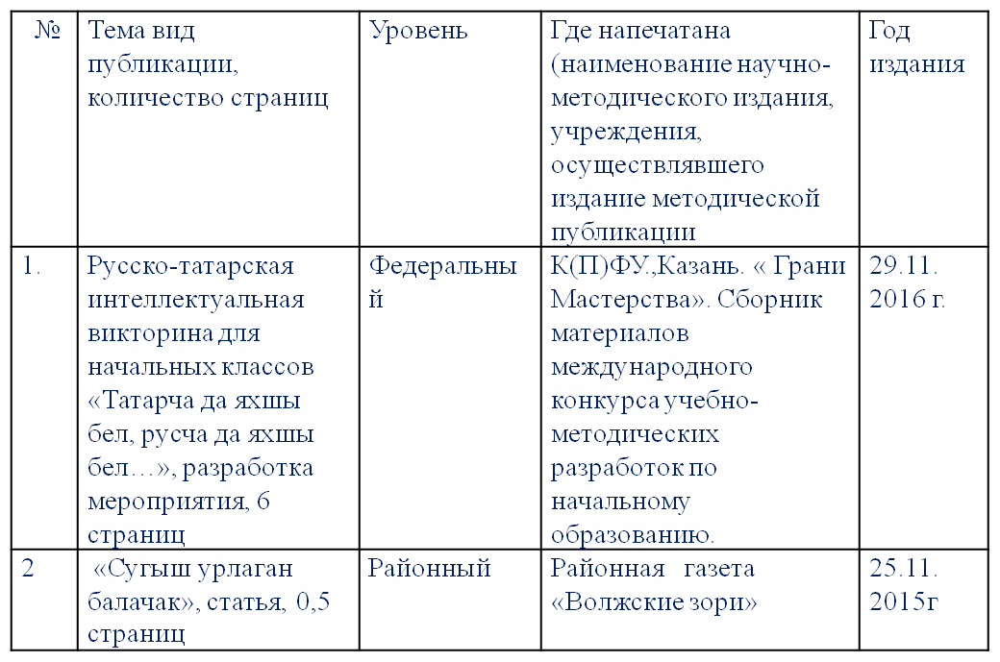 №
Тема вид
публикации,
количество страниц
Уровень
Где напечатана
(наименование научно-
методического издания,
учреждения,
осуществлявшего
издание методической
публикации
Год
издания
1.
Русско-татарская
интеллектуальная
викторина для
начальных классов
«Татарча да яхшы
бел, русча да яхшы
бел…», разработка
мероприятия, 6
страниц
Федеральны
й
К(П)ФУ.,Казань. « Грани
Мастерства». Сборник
материалов
международного
конкурса учебно-
методических
разработок по
начальному
образованию.
29.11.
2016 г.
2
«Сугыш урлаган
балачак», статья, 0,5
страниц
Районный
Районная газета
«Волжские зори»
25.11.
2015г